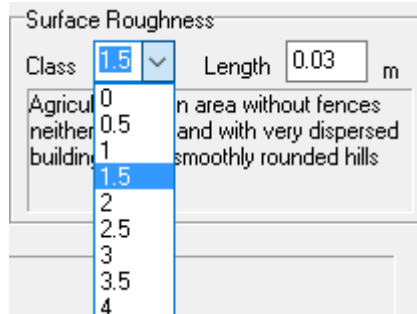 Surface Roughness
Class 1.5 Length 0.03 m
Agricul n area without fences
neither and with very dispersed
building smoothly rounded hills
0
0.5
1
1.5
2
2.5
3
3.5
4